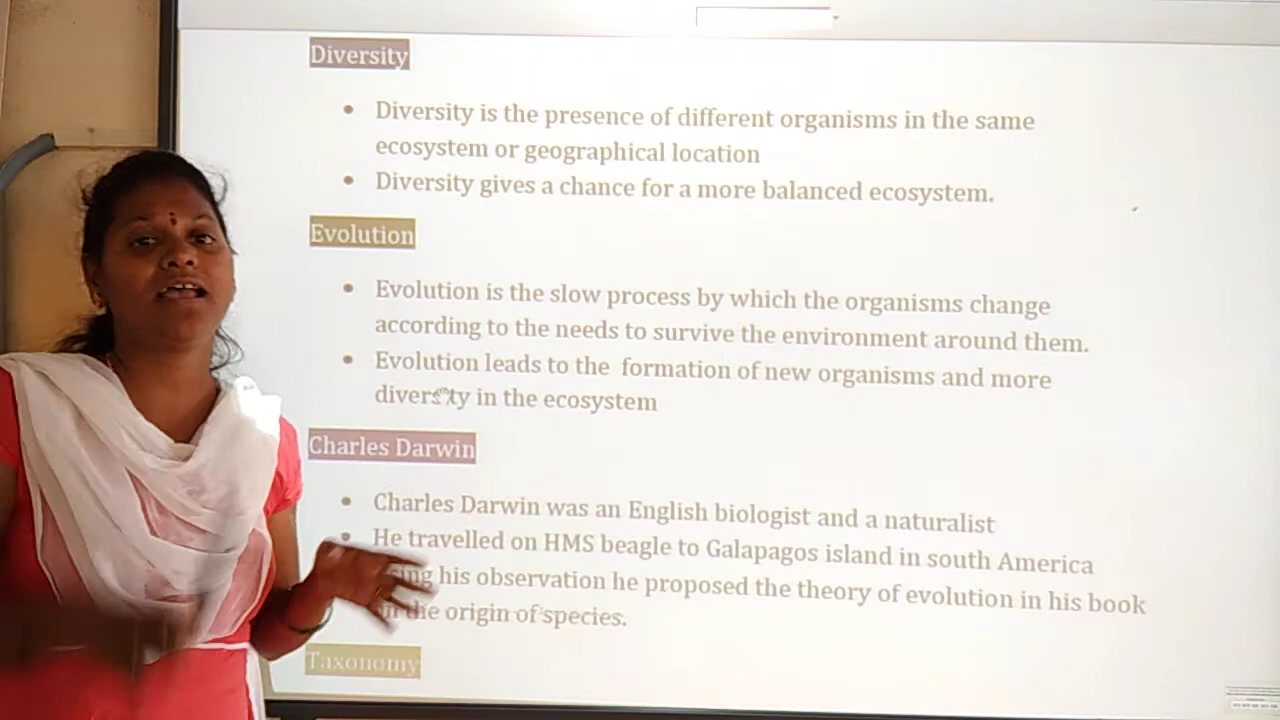 Diversity
Diversity is the presence of different organisms in the same
ecosystem or geographical location
Diversity gives a chance for a more balanced ecosystem.
Evolution
Evolution is the slow process by which the organisms change
according to the needs to survive the environment around them.
Evolution leads to the formation of new organisms and more
diversity in the ecosystem
Charles Darwin
Charles Darwin was an English biologist and a naturalist
He travelled on HMS beagle to Galapagos island in south America
his observation he proposed the theory of evolution in his book
the origin of species.
Taxonomy